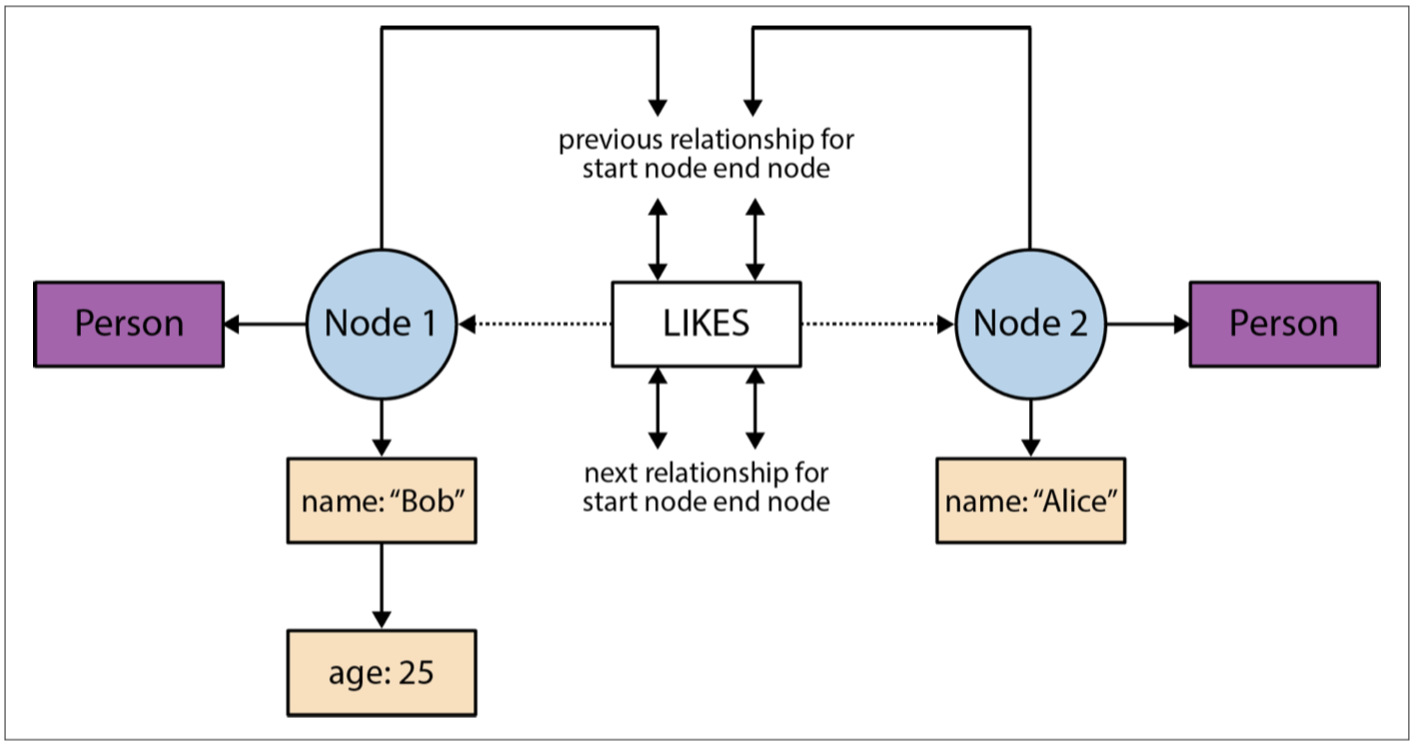 previous relationship for
start node end node
Person
Node 1
LIKES
Node 2
Person
name: “Bob”
next relationship for
start node end node
name: “Alice”
age: 25